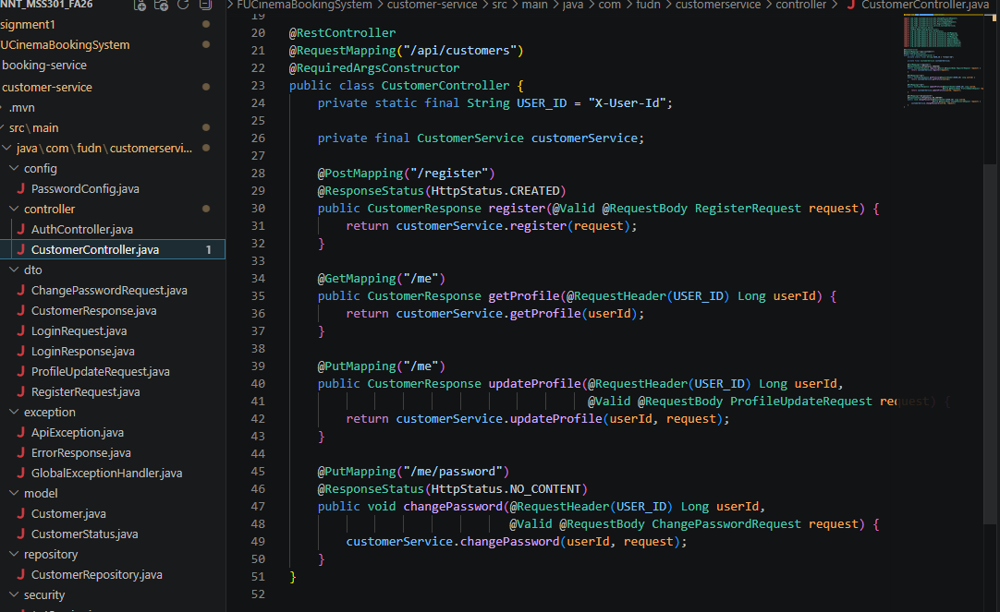 NNT_MSS301_FA26
signment1
UCinemaBookingSystem
booking-service
customer-service
.mvn
src\main
java\com\fudn\customerservi...
config
PasswordConfig.java
controller
AuthController.java
CustomerController.java 1
dto
ChangePasswordRequest.java
CustomerResponse.java
LoginRequest.java
LoginResponse.java
ProfileUpdateRequest.java
RegisterRequest.java
exception
ApiException.java
ErrorResponse.java
GlobalExceptionHandler.java
model
Customer.java
CustomerStatus.java
repository
CustomerRepository.java
security
FUCinemaBookingSystem > customer-service > src > main > java > com > fudn > customerservice > controller > CustomerController.java
19
20 @RestController
21 @RequestMapping("/api/customers")
22 @RequiredArgsConstructor
23 public class CustomerController {
24 private static final String USER_ID = "X-User-Id";
25
26 private final CustomerService customerService;
27
28 @PostMapping("/register")
29 @ResponseStatus(HttpStatus.CREATED)
30 public CustomerResponse register(@Valid @RequestBody RegisterRequest request) {
31 return customerService.register(request);
32 }
33
34 @GetMapping("/me")
35 public CustomerResponse getProfile(@RequestHeader(USER_ID) Long userId) {
36 return customerService.getProfile(userId);
37 }
38
39 @PutMapping("/me")
40 public CustomerResponse updateProfile(@RequestHeader(USER_ID) Long userId,
41 @Valid @RequestBody ProfileUpdateRequest request) {
42 return customerService.updateProfile(userId, request);
43 }
44
45 @PutMapping("/me/password")
46 @ResponseStatus(HttpStatus.NO_CONTENT)
47 public void changePassword(@RequestHeader(USER_ID) Long userId,
48 @Valid @RequestBody ChangePasswordRequest request) {
49 customerService.changePassword(userId, request);
50 }
51 }
52